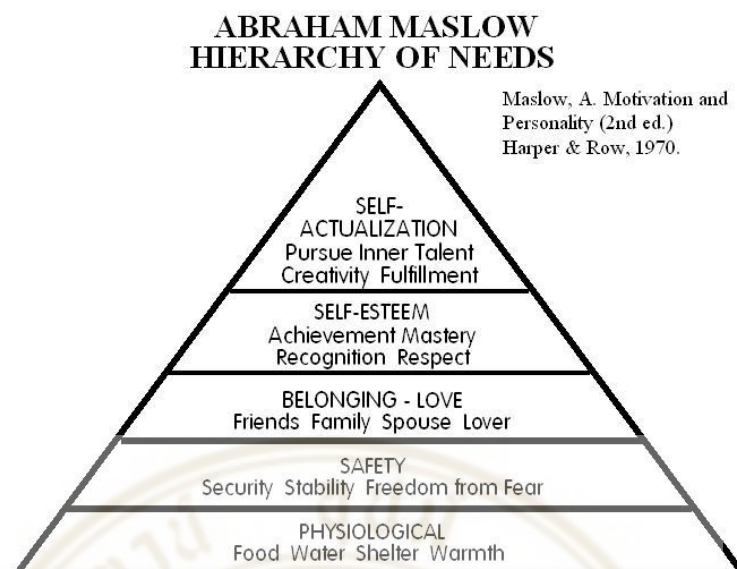 ABRAHAM MASLOW
HIERARCHY OF NEEDS
Maslow, A. Motivation and
Personality (2nd ed.)
Harper & Row, 1970.
SELF-
ACTUALIZATION
Pursue Inner Talent
Creativity Fulfillment
SELF-ESTEEM
Achievement Mastery
Recognition Respect
BELONGING - LOVE
Friends Family Spouse Lover
SAFETY
Security Stability Freedom from Fear
PHYSIOLOGICAL
Food Water Shelter Warmth